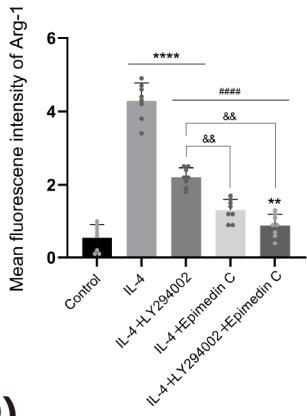 Mean fluorescene intensity of Arg-1
6
4
2
0
****
####
&&
&&
**
Control
IL-4
IL-4+LY294002
IL-4+Epimedin C
IL-4+LY294002+Epimedin C